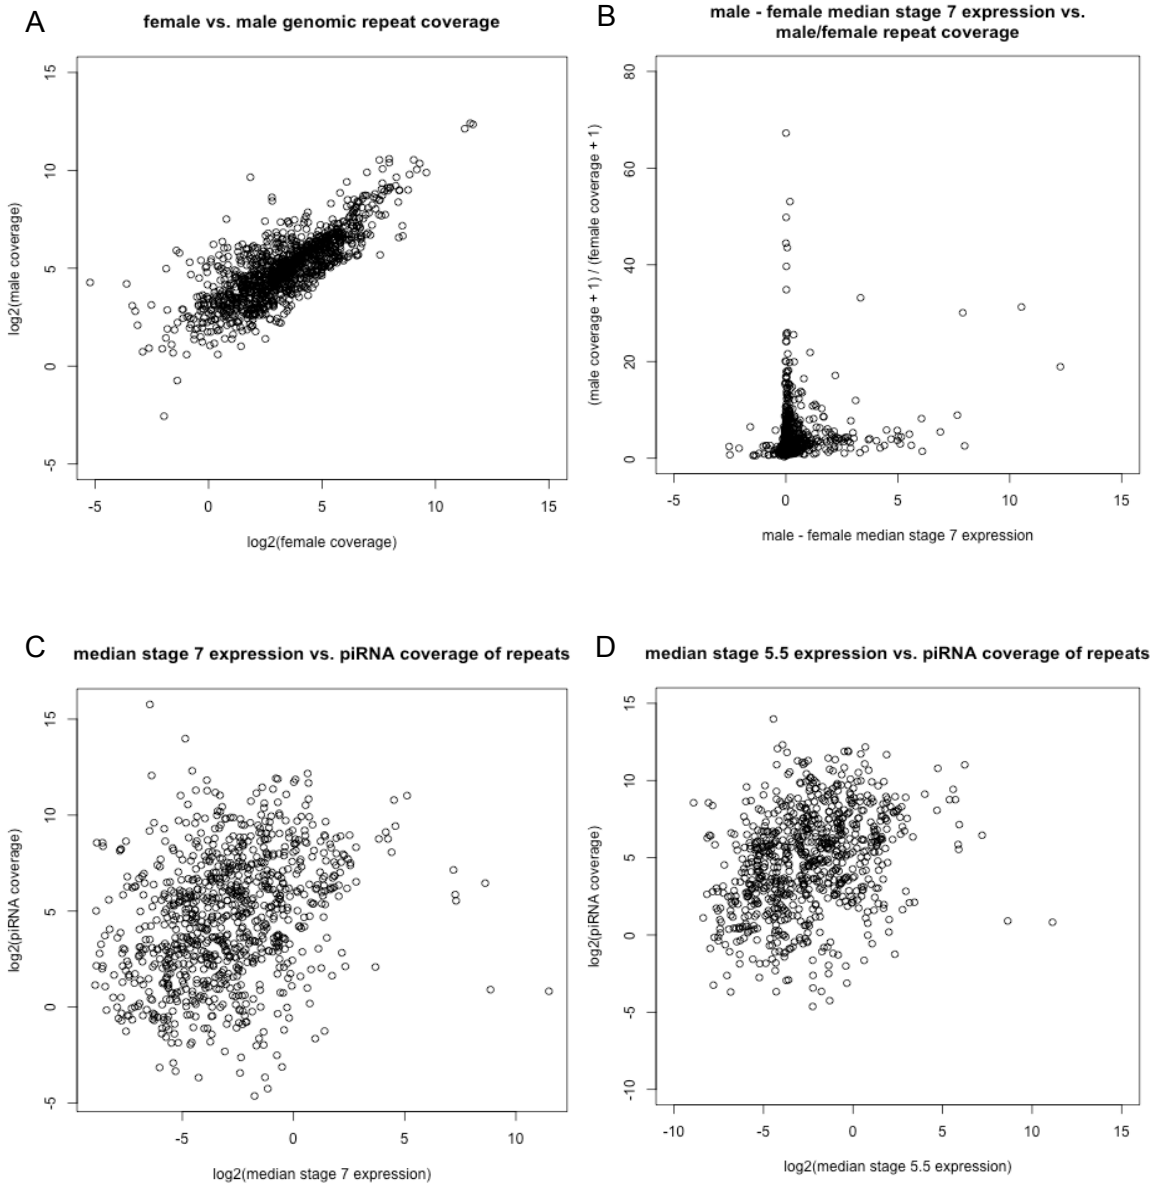 A
female vs. male genomic repeat coverage
15
10
5
0
-5
log2(male coverage)
-5
0
5
10
15
log2(female coverage)
B
male - female median stage 7 expression vs.
male/female repeat coverage
80
60
40
20
0
(male coverage + 1) / (female coverage + 1)
-5
0
5
10
15
male - female median stage 7 expression
C
median stage 7 expression vs. piRNA coverage of repeats
15
10
5
0
-5
log2(piRNA coverage)
-5
0
5
10
log2(median stage 7 expression)
D
median stage 5.5 expression vs. piRNA coverage of repeats
15
10
5
0
-5
-10
log2(piRNA coverage)
-10
-5
0
5
10
15
log2(median stage 5.5 expression)